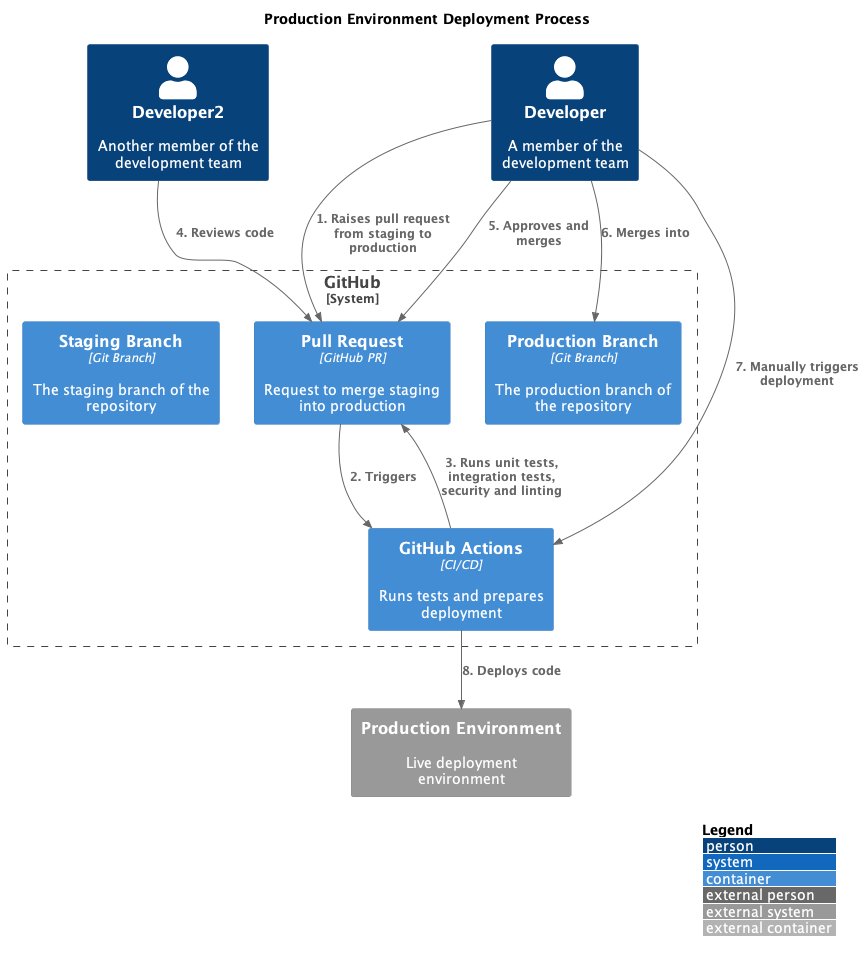 Production Environment Deployment Process
Developer2
Another member of the
development team
Developer
A member of the
development team
4. Reviews code
1. Raises pull request
from staging to
production
5. Approves and
merges
6. Merges into
7. Manually triggers
deployment
GitHub
[System]
Staging Branch
[Git Branch]
The staging branch of the
repository
Pull Request
[GitHub PR]
Request to merge staging
into production
Production Branch
[Git Branch]
The production branch of
the repository
2. Triggers
3. Runs unit tests,
integration tests,
security and linting
GitHub Actions
[CI/CD]
Runs tests and prepares
deployment
8. Deploys code
Production Environment
Live deployment
environment
Legend
person
system
container
external person
external system
external container